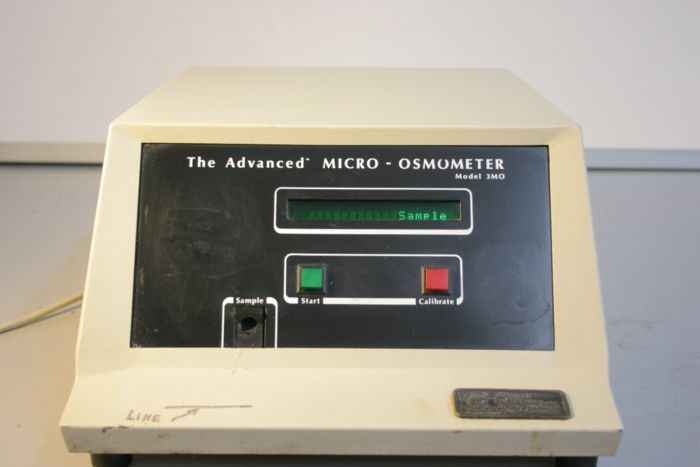 The Advanced™ MICRO - OSMOMETER
Model 3MO
Sample
Start
Calibrate
Sample
LINE